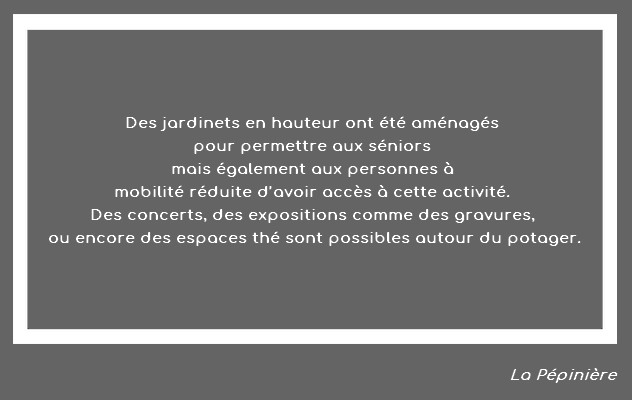 Des jardinets en hauteur ont été aménagés
pour permettre aux séniors
mais également aux personnes à
mobilité réduite d'avoir accès à cette activité.
Des concerts, des expositions comme des gravures,
ou encore des espaces thé sont possibles autour du potager.
La Pépinière